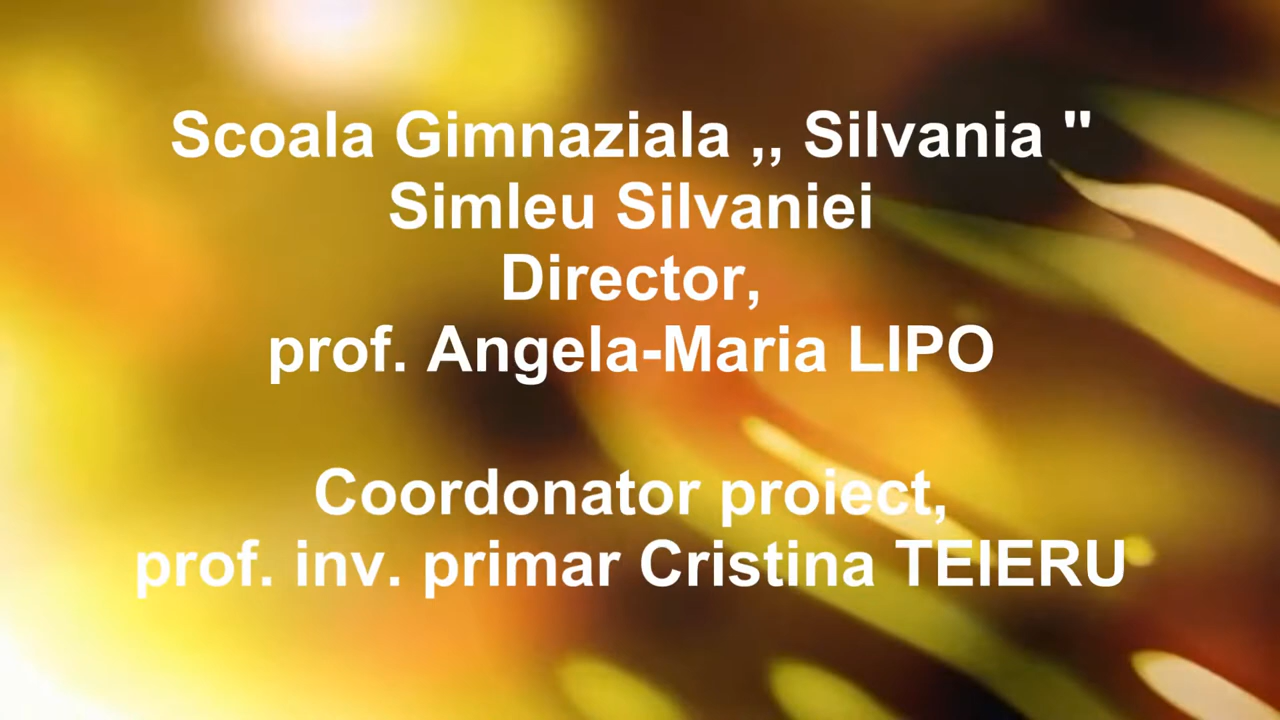 Scoala Gimnaziala ,, Silvania "
Simleu Silvaniei
Director,
prof. Angela-Maria LIPO
Coordonator proiect,
prof. inv. primar Cristina TEIERU